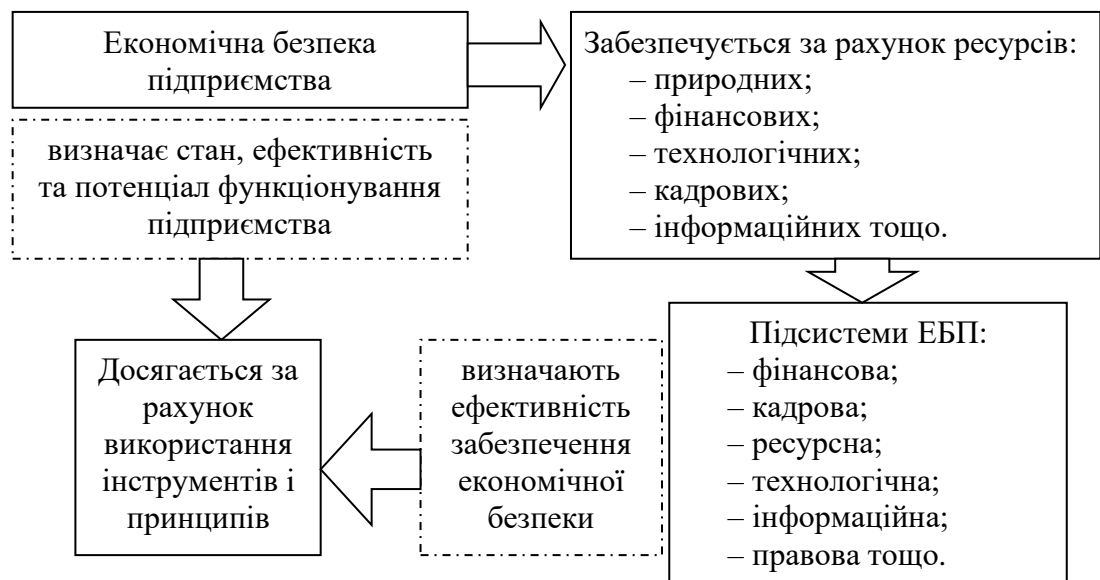 Економічна безпека
підприємства
визначає стан, ефективність
та потенціал функціонування
підприємства
Забезпечується за рахунок ресурсів:
– природних;
– фінансових;
– технологічних;
– кадрових;
– інформаційних тощо.
Досягається за
рахунок
використання
інструментів і
принципів
визначають
ефективність
забезпечення
економічної
безпеки
Підсистеми ЕБП:
– фінансова;
– кадрова;
– ресурсна;
– технологічна;
– інформаційна;
– правова тощо.